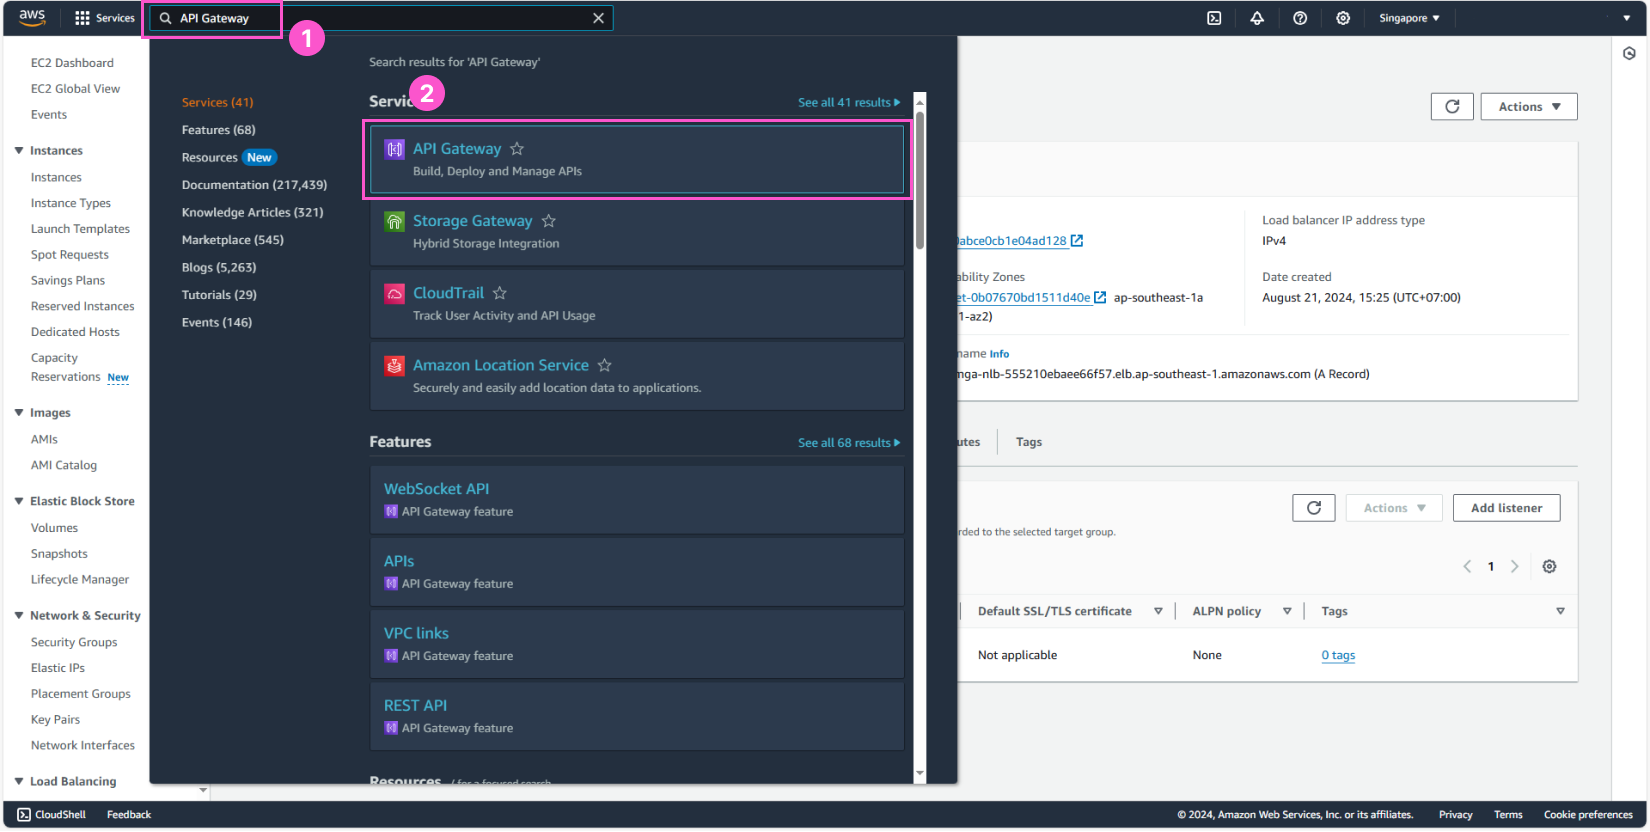 aws
Services
API Gateway
1
Singapore
EC2 Dashboard
EC2 Global View
Events
Instances
Instances
Instance Types
Launch Templates
Spot Requests
Savings Plans
Reserved Instances
Dedicated Hosts
Capacity
Reservations New
Images
AMIs
AMI Catalog
Elastic Block Store
Volumes
Snapshots
Lifecycle Manager
Network & Security
Security Groups
Elastic IPs
Placement Groups
Key Pairs
Network Interfaces
Load Balancing
Services (41)
Features (68)
Resources New
Documentation (217,439)
Knowledge Articles (321)
Marketplace (545)
Blogs (5,263)
Tutorials (29)
Events (146)
Search results for 'API Gateway'
Servic
2
See all 41 results
API Gateway
Build, Deploy and Manage APIs
Storage Gateway
Hybrid Storage Integration
CloudTrail
Track User Activity and API Usage
Amazon Location Service
Securely and easily add location data to applications.
Features
See all 68 results
WebSocket API
API Gateway feature
APIs
API Gateway feature
VPC links
API Gateway feature
REST API
API Gateway feature
Resources / for a focused search
Actions
0abce0cb1e04ad128
Load balancer IP address type
IPv4
ability Zones
et-0b07670bd1511d40e ap-southeast-1a
1-az2)
Date created
August 21, 2024, 15:25 (UTC+07:00)
name Info
mga-nlb-555210ebaee66f57.elb.ap-southeast-1.amazonaws.com (A Record)
utes
Tags
Actions
Add listener
rded to the selected target group.
1
Default SSL/TLS certificate
ALPN policy
Tags
Not applicable
None
0 tags
CloudShell
Feedback
© 2024, Amazon Web Services, Inc. or its affiliates.
Privacy
Terms
Cookie preferences